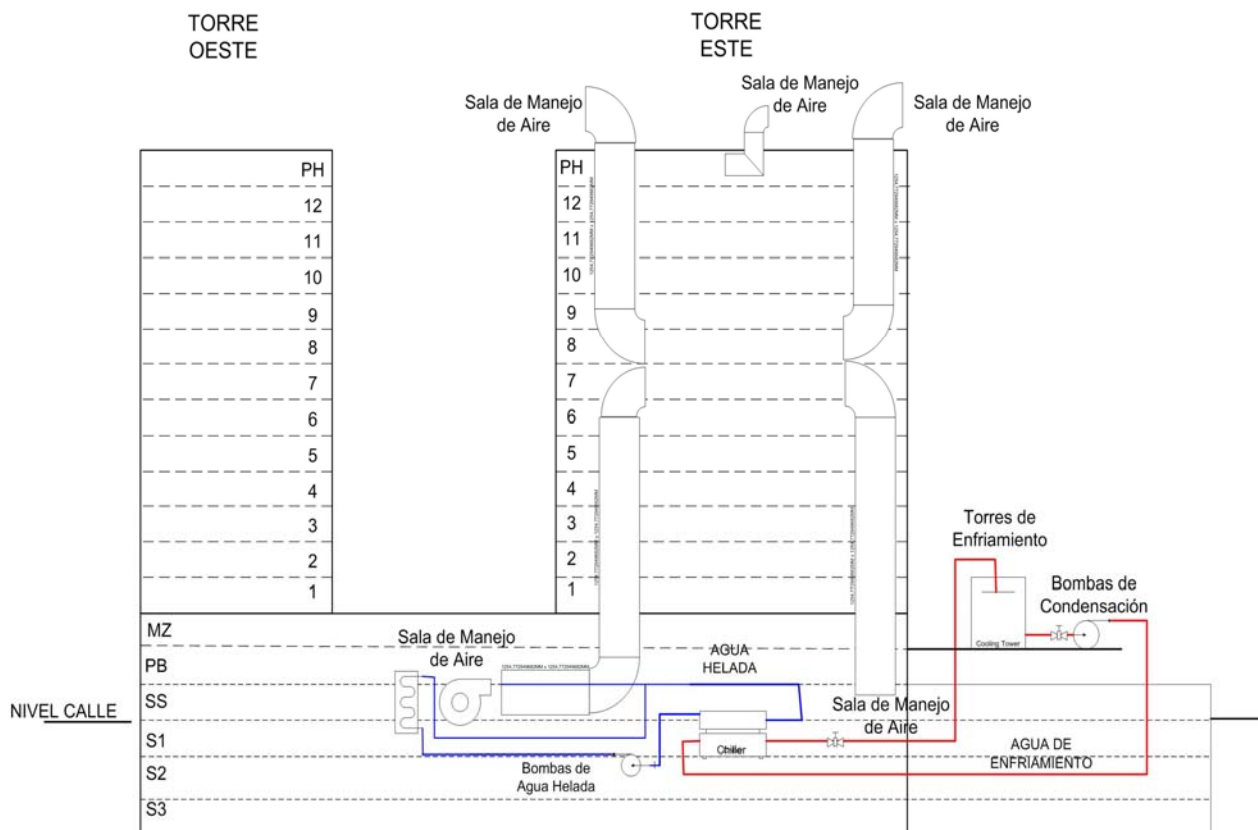 TORRE
OESTE
TORRE
ESTE
Sala de Manejo
de Aire
Sala de Manejo
de Aire
Sala de Manejo
de Aire
PH
12
11
10
9
8
7
6
5
4
3
2
1
PH
12
11
10
9
8
7
6
5
4
3
2
1
MZ
PB
SS
S1
S2
S3
NIVEL CALLE
Sala de Manejo
de Aire
AGUA
HELADA
Torres de
Enfriamiento
Bombas de
Condensación
Cooling Tower
Sala de Manejo
de Aire
Chiller
Bombas de
Agua Helada
AGUA DE
ENFRIAMIENTO